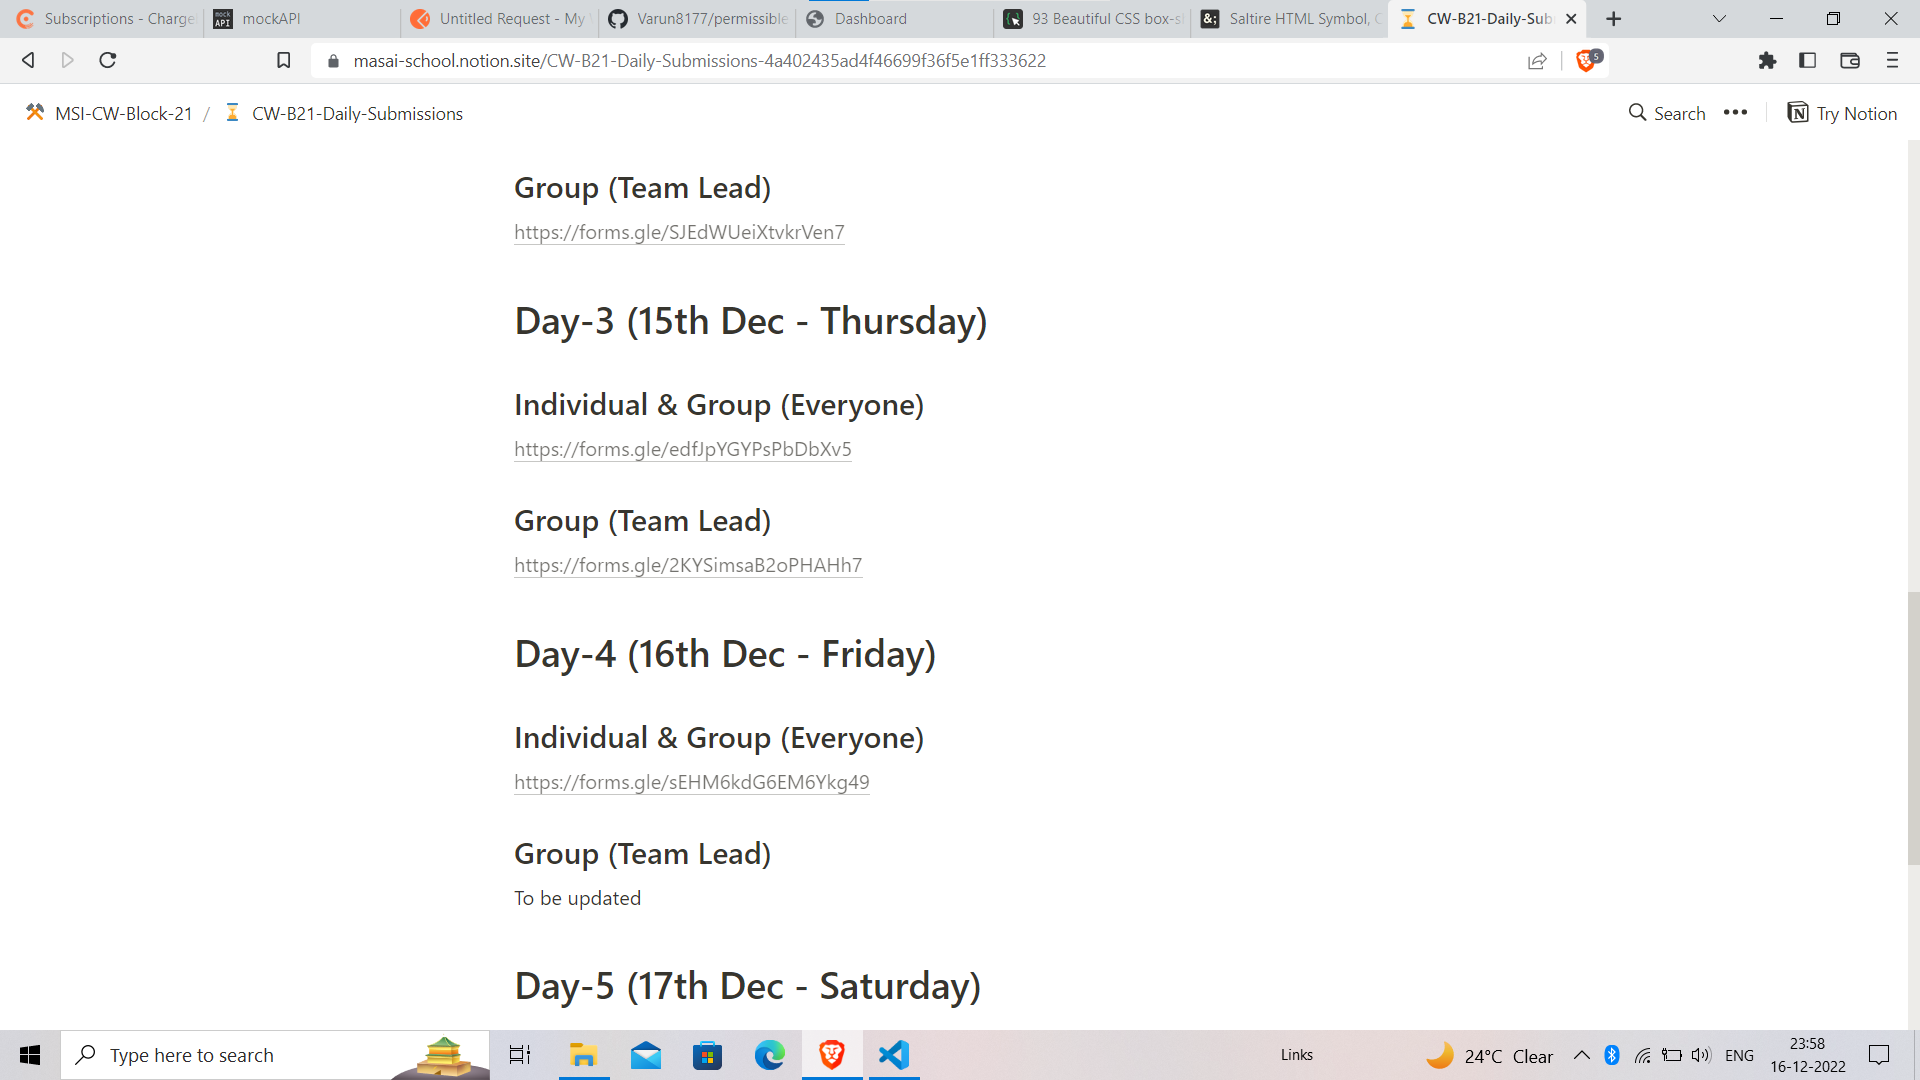 Subscriptions - Charge
mockAPI
Untitled Request - My
Varun8177/permissible
Dashboard
93 Beautiful CSS box-s
Saltire HTML Symbol, C
CW-B21-Daily-Sub
masai-school.notion.site/CW-B21-Daily-Submissions-4a402435ad4f46699f36f5e1ff333622
5
MSI-CW-Block-21 / CW-B21-Daily-Submissions
Search
Try Notion
Group (Team Lead)
https://forms.gle/SJEdWUeiXtvkrVen7
Day-3 (15th Dec - Thursday)
Individual & Group (Everyone)
https://forms.gle/edfJpYGYPsPbDbXv5
Group (Team Lead)
https://forms.gle/2KYSimsaB2oPHAHh7
Day-4 (16th Dec - Friday)
Individual & Group (Everyone)
https://forms.gle/sEHM6kdG6EM6Ykg49
Group (Team Lead)
To be updated
Day-5 (17th Dec - Saturday)
Type here to search
Links
24°C Clear
ENG
23:58
16-12-2022